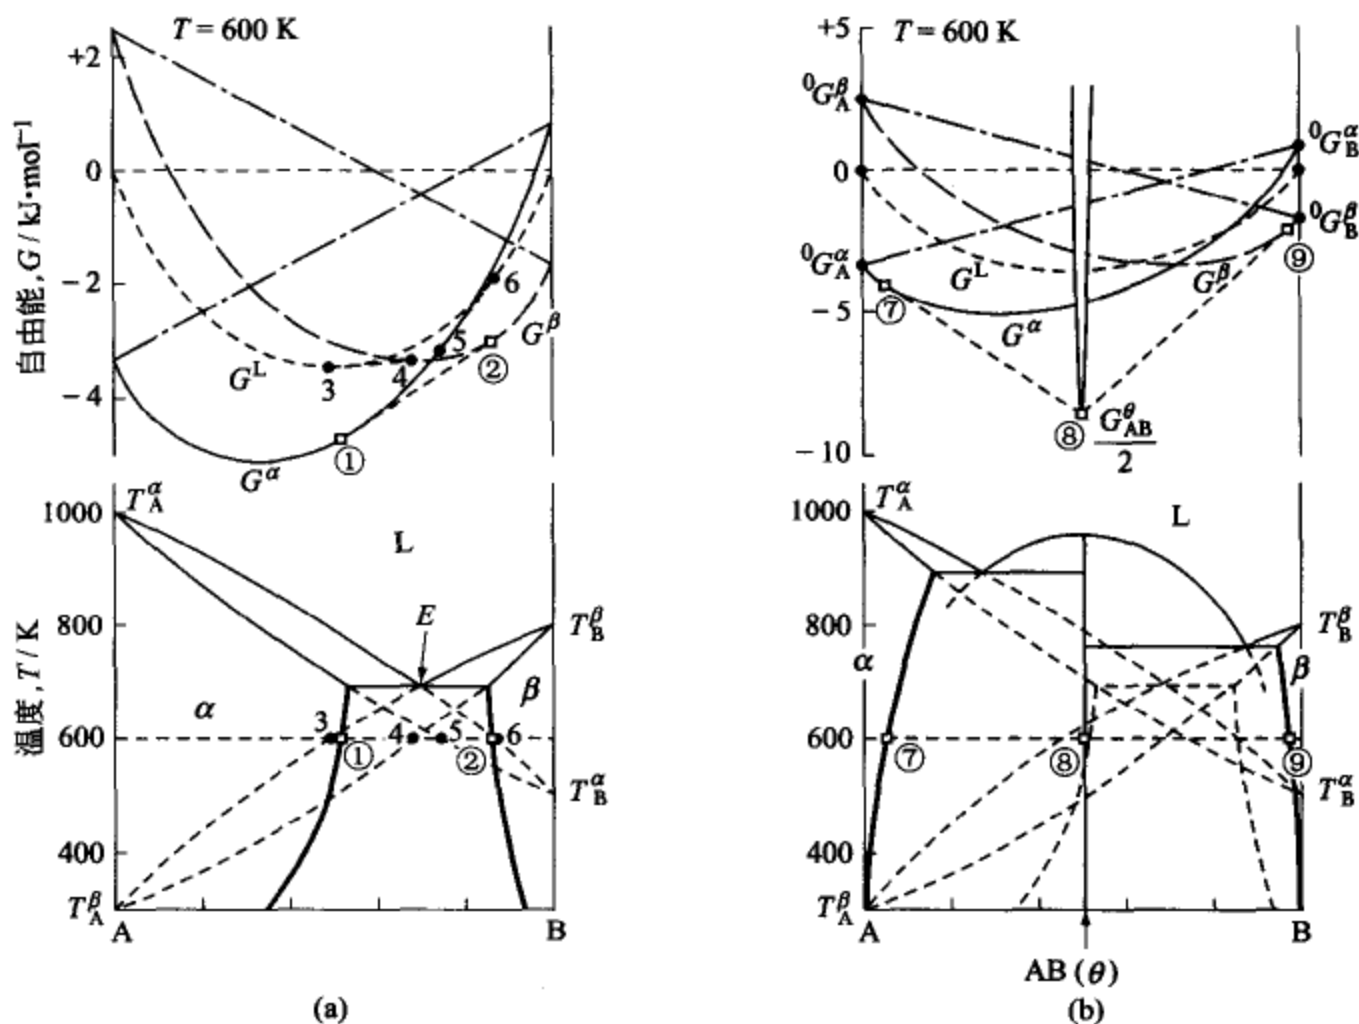 T = 600 K
+2
0
−2
−4
自由能, G / kJ·mol⁻¹
G^L
3
4
5
6
①
②
G^α
G^β
1000
800
600
400
温度, T / K
T_A^α
L
E
T_B^β
α
β
3
①
4
5
②
6
T_B^α
T_A^β
A
B
(a)
T = 600 K
+5
0
−5
−10
⁰G_A^β
⁰G_B^α
⁰G_B^β
⁰G_A^α
G^L
G^β
⑨
⑦
G^α
⑧
G_AB^θ
2
1000
800
600
400
T_A^α
L
T_B^β
α
β
⑦
⑧
⑨
T_B^α
T_A^β
A
B
AB (θ)
(b)